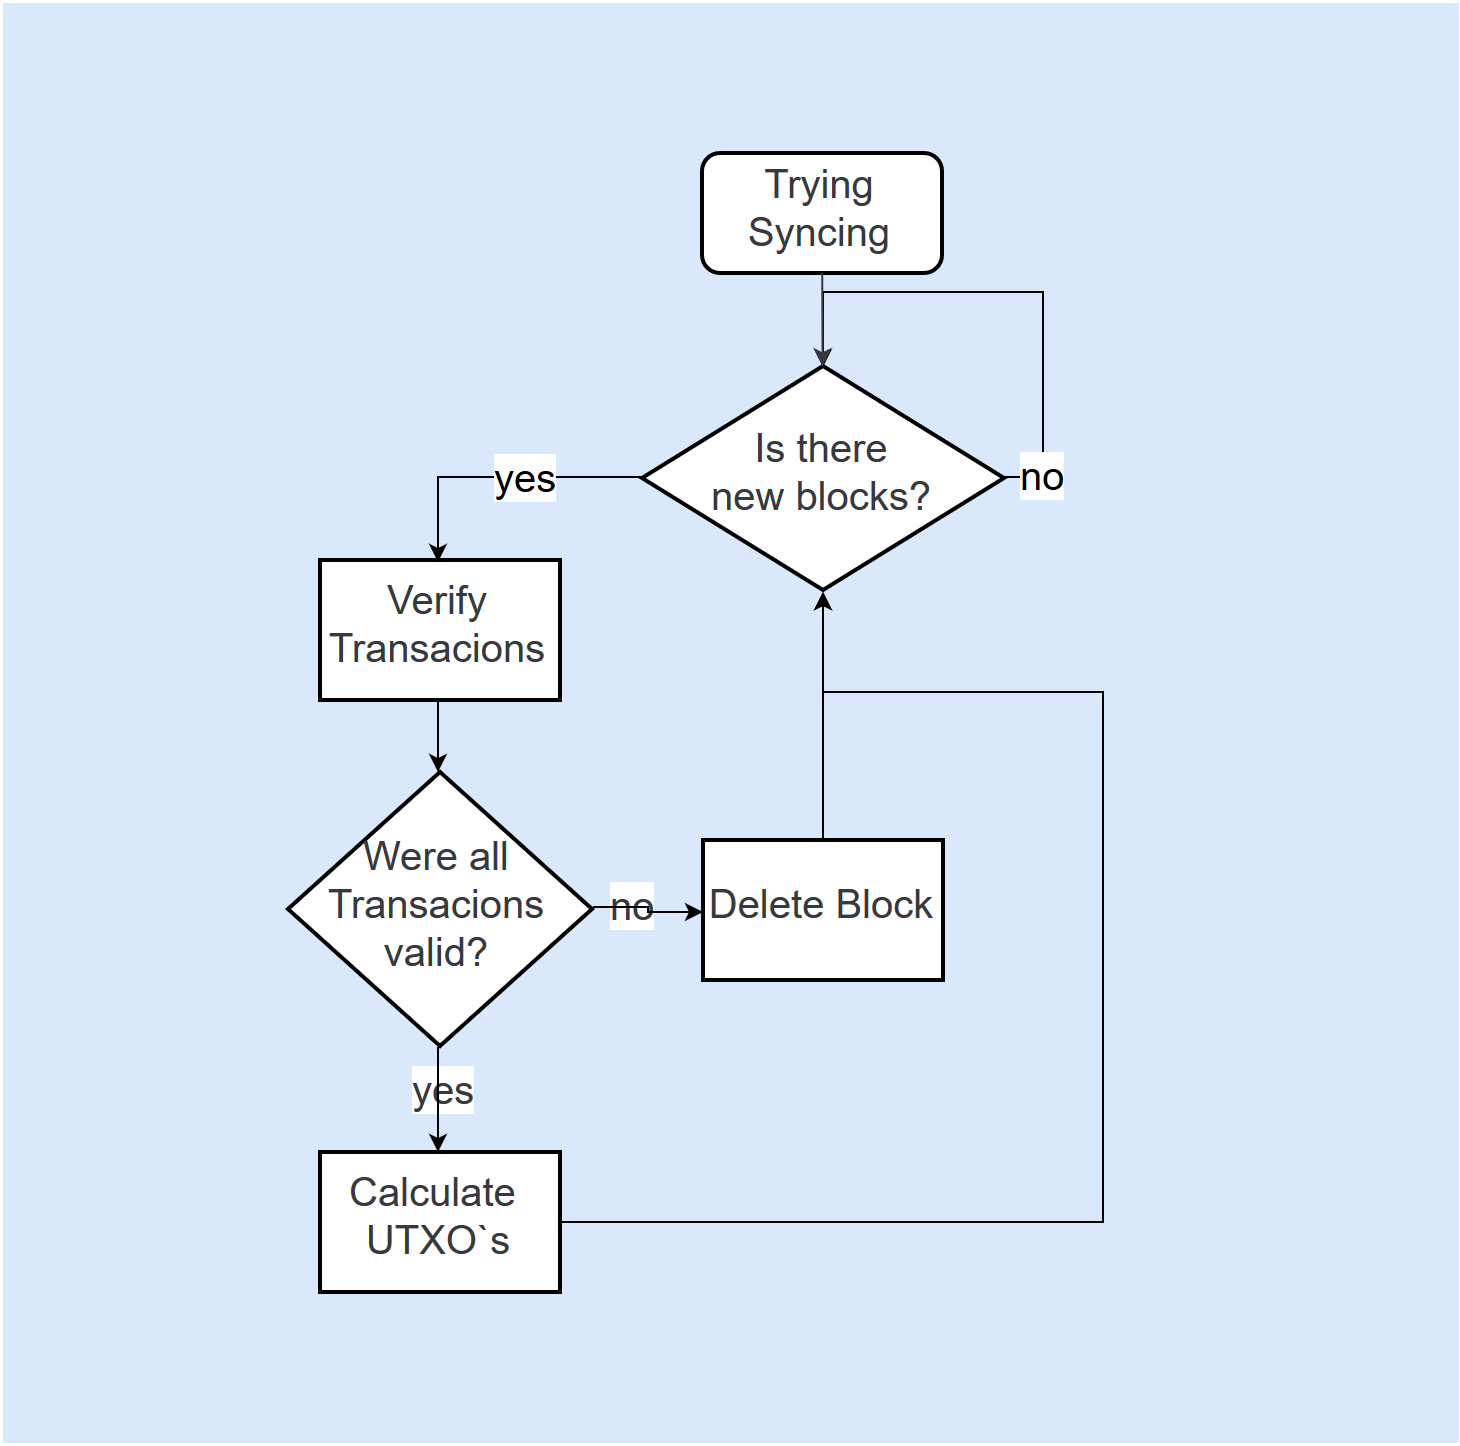 Trying
Syncing
Is there
new blocks?
yes
no
Verify
Transacions
Were all
Transacions
valid?
no
Delete Block
yes
Calculate
UTXO`s